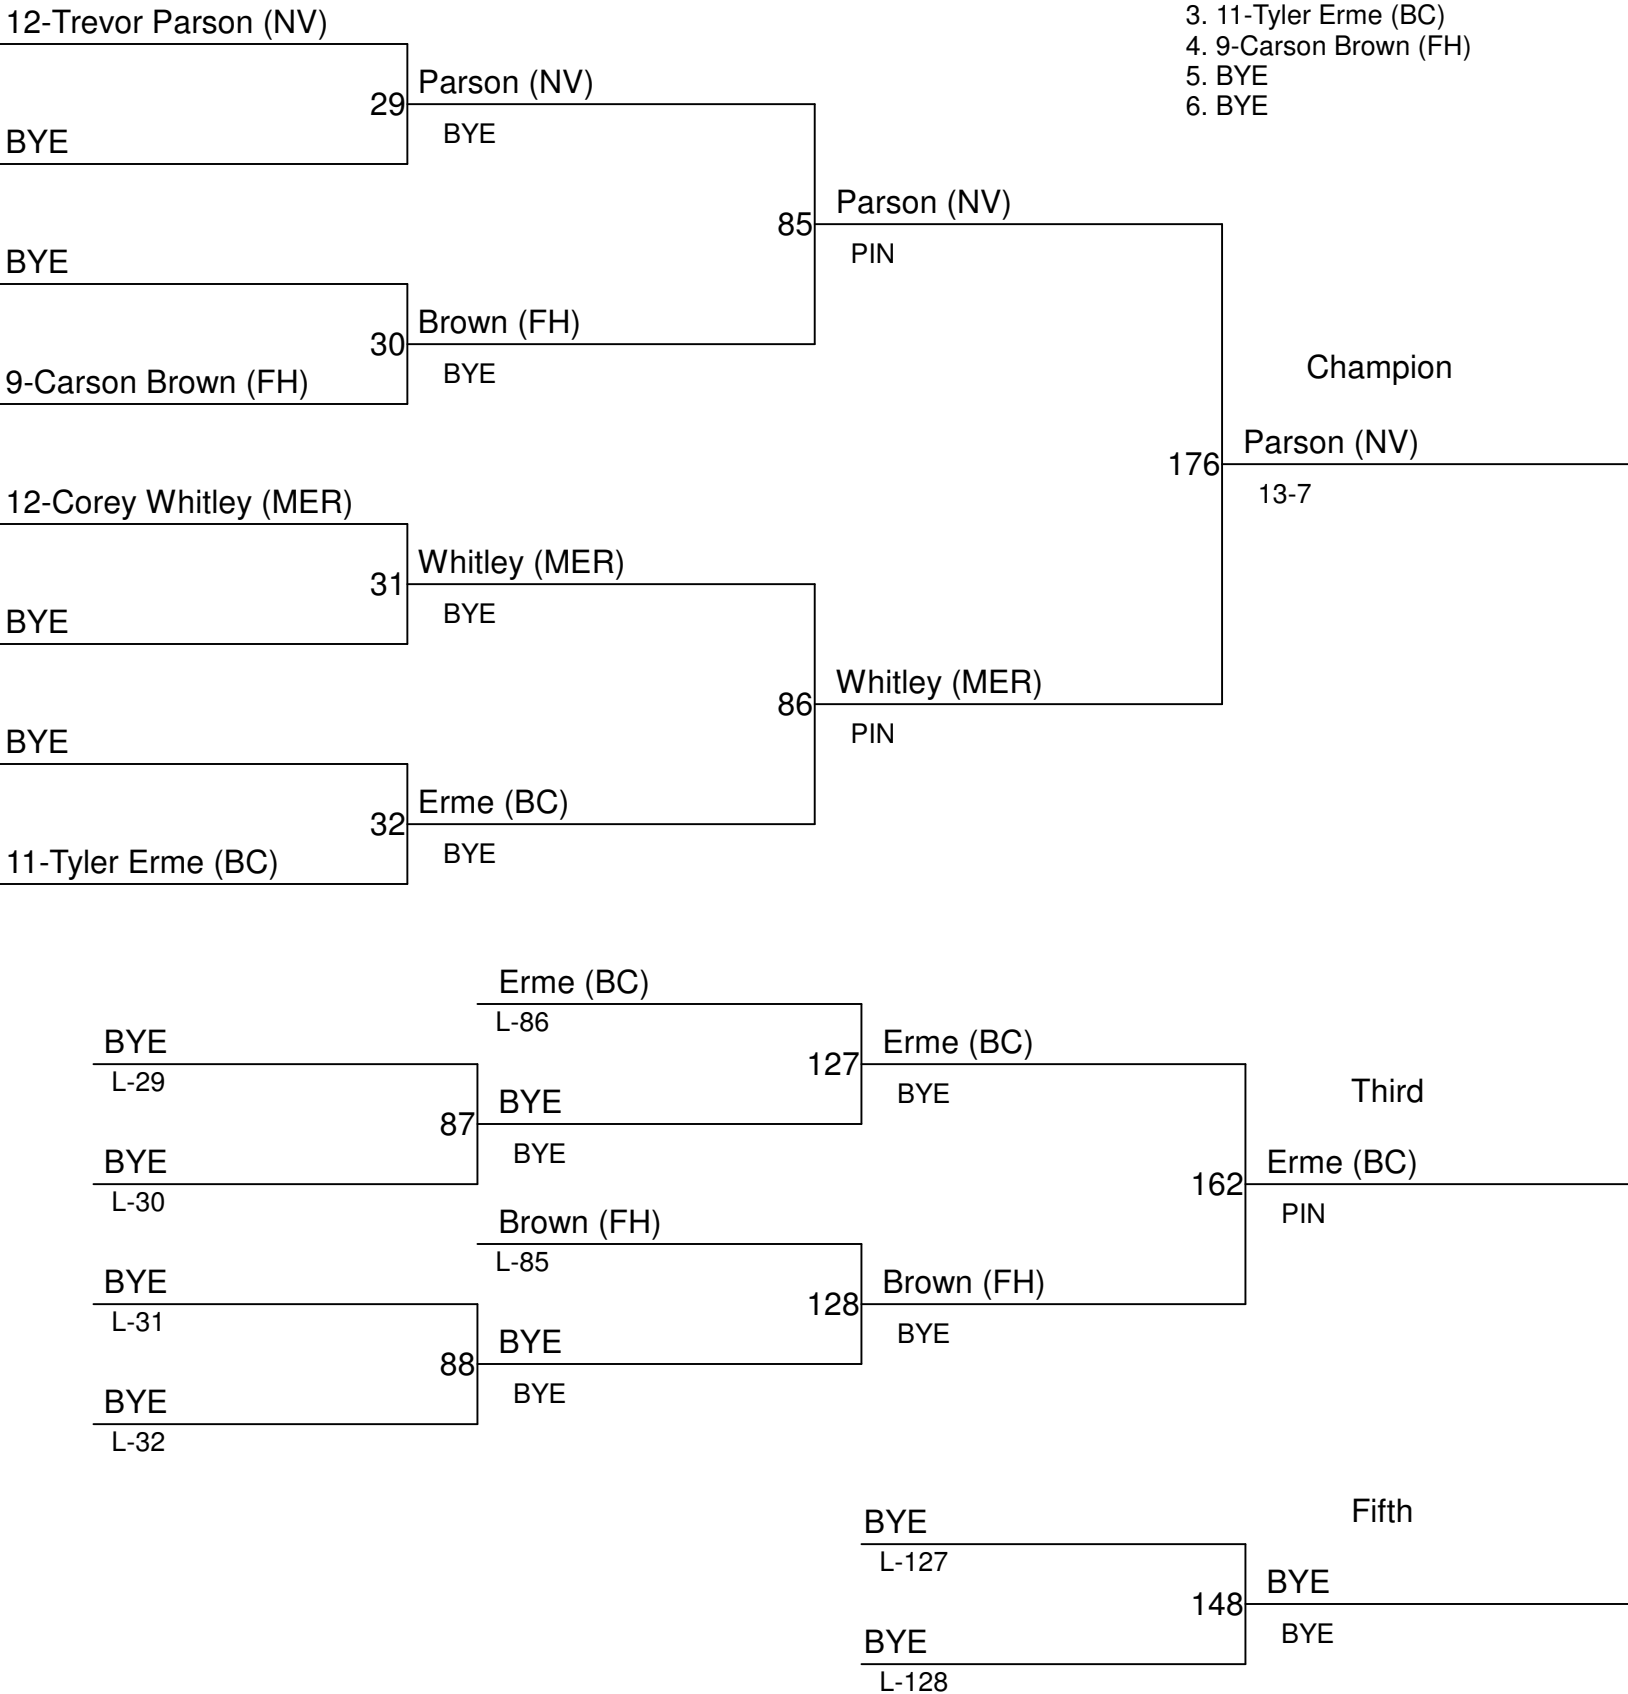 12-Trevor Parson (NV)
3. 11-Tyler Erme (BC)
4. 9-Carson Brown (FH)
5. BYE
6. BYE
Parson (NV)
29
BYE
BYE
Parson (NV)
85
PIN
BYE
Brown (FH)
30
BYE
9-Carson Brown (FH)
Champion
Parson (NV)
176
13-7
12-Corey Whitley (MER)
Whitley (MER)
31
BYE
BYE
Whitley (MER)
86
PIN
BYE
Erme (BC)
32
BYE
11-Tyler Erme (BC)
Erme (BC)
L-86
BYE
L-29
127
Erme (BC)
BYE
Third
87
BYE
BYE
BYE
L-30
162
Erme (BC)
PIN
Brown (FH)
L-85
BYE
L-31
128
Brown (FH)
BYE
88
BYE
BYE
BYE
L-32
Fifth
BYE
L-127
148
BYE
BYE
BYE
L-128